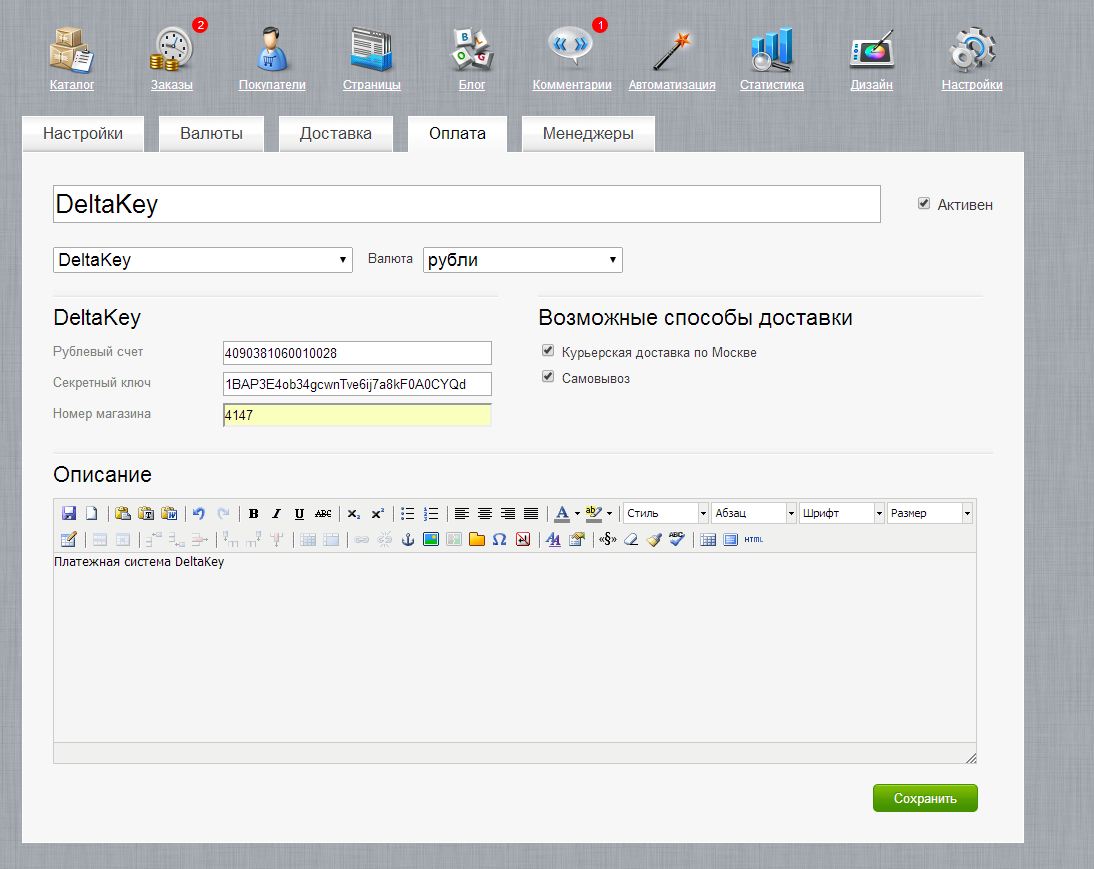 2 1
Каталог Заказы Покупатели Страницы Блог Комментарии Автоматизация Статистика Дизайн Настройки
Настройки Валюты Доставка Оплата Менеджеры
DeltaKey Активен
DeltaKey Валюта рубли
DeltaKey Возможные способы доставки
Рублевый счет 4090381060010028 Курьерская доставка по Москве
Секретный ключ 1BAP3E4ob34gcwnTve6ij7a8kF0A0CYQd Самовывоз
Номер магазина 4147
Описание
B I U ABC Стиль Абзац Шрифт Размер
HTML
Платежная система DeltaKey
Сохранить